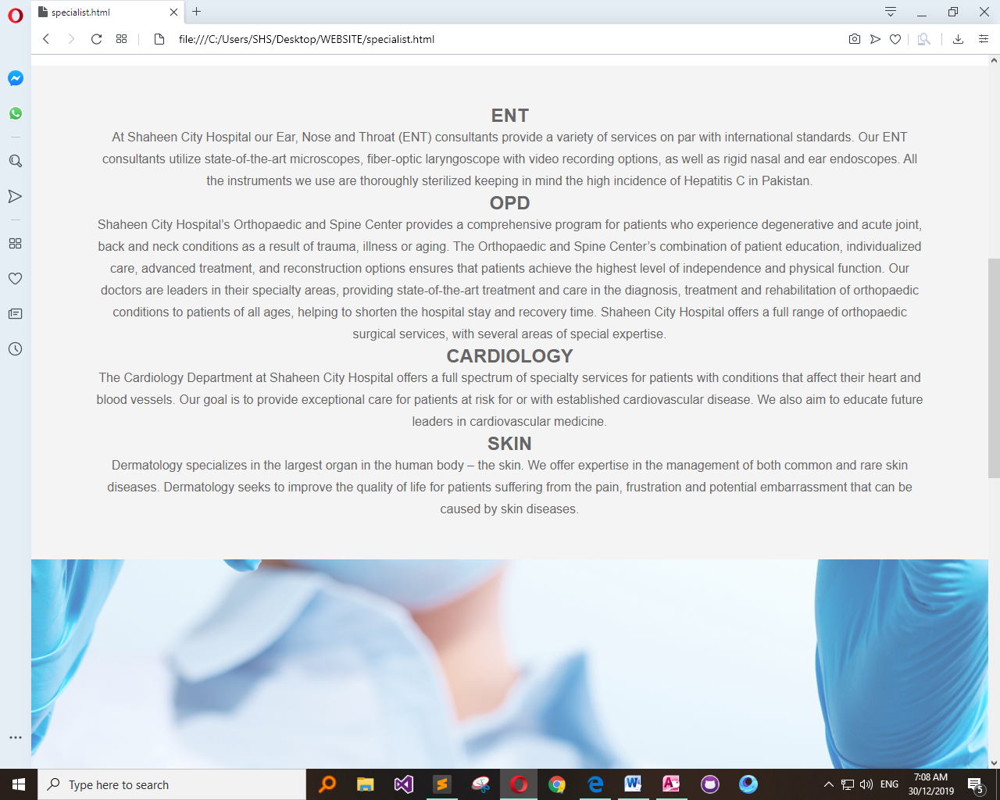 specialist.html
file:///C:/Users/SHS/Desktop/WEBSITE/specialist.html
ENT
At Shaheen City Hospital our Ear, Nose and Throat (ENT) consultants provide a variety of services on par with international standards. Our ENT
consultants utilize state-of-the-art microscopes, fiber-optic laryngoscope with video recording options, as well as rigid nasal and ear endoscopes. All
the instruments we use are thoroughly sterilized keeping in mind the high incidence of Hepatitis C in Pakistan.
OPD
Shaheen City Hospital’s Orthopaedic and Spine Center provides a comprehensive program for patients who experience degenerative and acute joint,
back and neck conditions as a result of trauma, illness or aging. The Orthopaedic and Spine Center’s combination of patient education, individualized
care, advanced treatment, and reconstruction options ensures that patients achieve the highest level of independence and physical function. Our
doctors are leaders in their specialty areas, providing state-of-the-art treatment and care in the diagnosis, treatment and rehabilitation of orthopaedic
conditions to patients of all ages, helping to shorten the hospital stay and recovery time. Shaheen City Hospital offers a full range of orthopaedic
surgical services, with several areas of special expertise.
CARDIOLOGY
The Cardiology Department at Shaheen City Hospital offers a full spectrum of specialty services for patients with conditions that affect their heart and
blood vessels. Our goal is to provide exceptional care for patients at risk for or with established cardiovascular disease. We also aim to educate future
leaders in cardiovascular medicine.
SKIN
Dermatology specializes in the largest organ in the human body – the skin. We offer expertise in the management of both common and rare skin
diseases. Dermatology seeks to improve the quality of life for patients suffering from the pain, frustration and potential embarrassment that can be
caused by skin diseases.
Type here to search
ENG
7:08 AM
30/12/2019
5